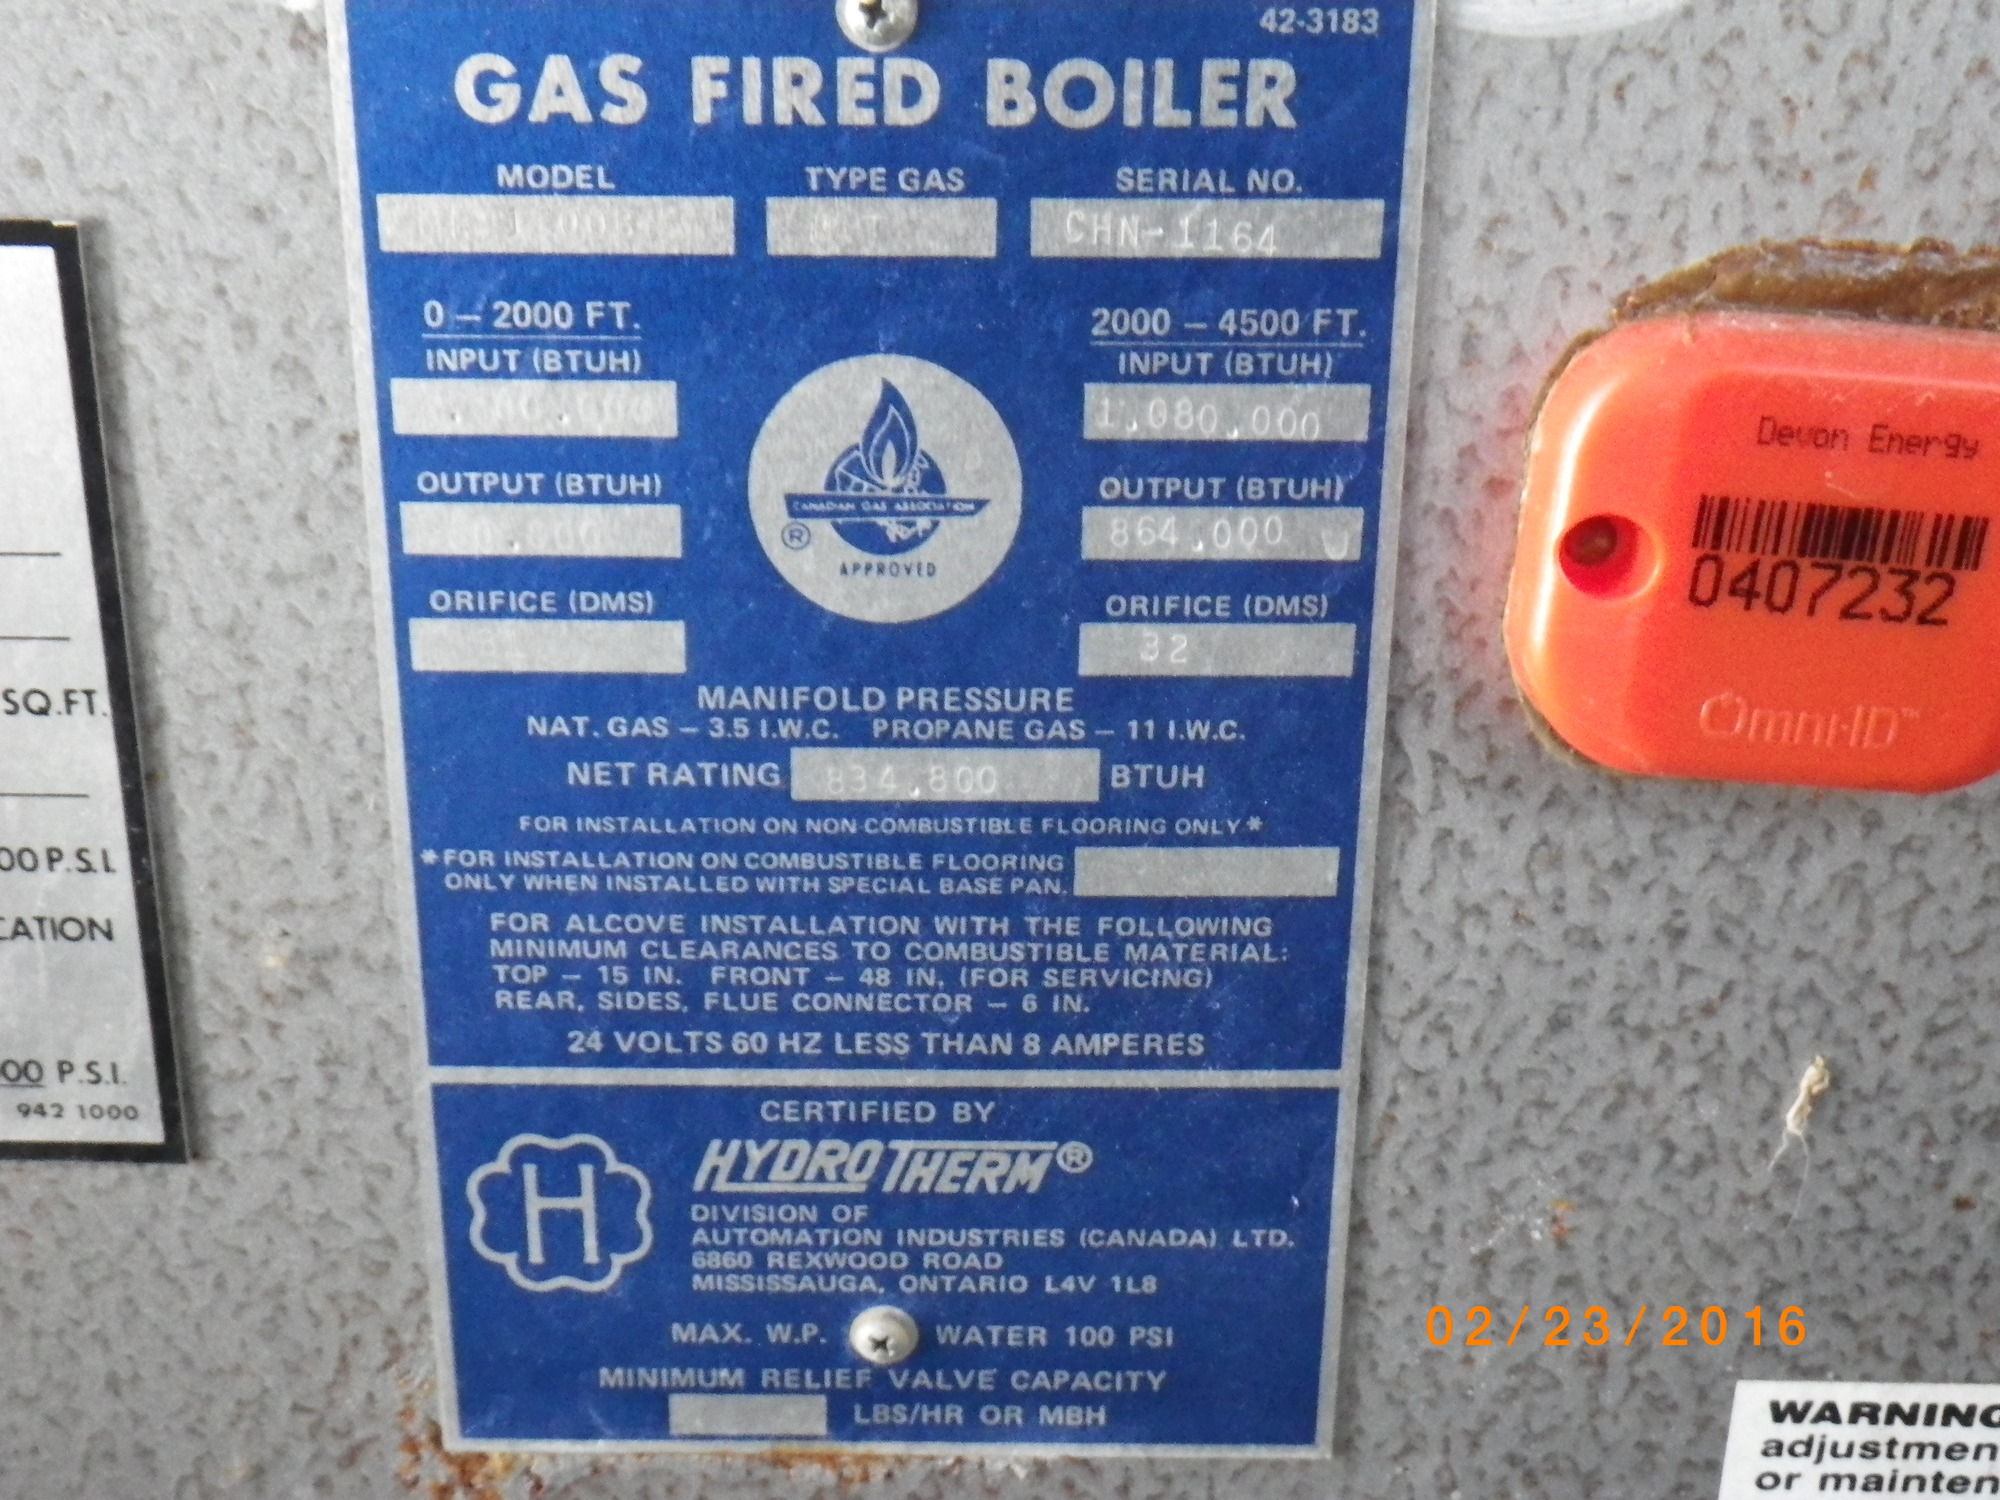 42-3183
GAS FIRED BOILER
MODEL TYPE GAS SERIAL NO.
CHN-1164
0 – 2000 FT. 2000 – 4500 FT.
INPUT (BTUH) INPUT (BTUH)
1,080,000
OUTPUT (BTUH) OUTPUT (BTUH)
864,000
CANADIAN GAS ASSOCIATION
®
APPROVED
ORIFICE (DMS) ORIFICE (DMS)
32
MANIFOLD PRESSURE
NAT. GAS – 3.5 I.W.C. PROPANE GAS – 11 I.W.C.
NET RATING 834,800 BTUH
FOR INSTALLATION ON NON-COMBUSTIBLE FLOORING ONLY*
*FOR INSTALLATION ON COMBUSTIBLE FLOORING
ONLY WHEN INSTALLED WITH SPECIAL BASE PAN.
FOR ALCOVE INSTALLATION WITH THE FOLLOWING
MINIMUM CLEARANCES TO COMBUSTIBLE MATERIAL:
TOP – 15 IN. FRONT – 48 IN. (FOR SERVICING)
REAR, SIDES, FLUE CONNECTOR – 6 IN.
24 VOLTS 60 HZ LESS THAN 8 AMPERES
CERTIFIED BY
H
HYDROTHERM®
DIVISION OF
AUTOMATION INDUSTRIES (CANADA) LTD.
6860 REXWOOD ROAD
MISSISSAUGA, ONTARIO L4V 1L8
MAX. W.P. WATER 100 PSI
MINIMUM RELIEF VALVE CAPACITY
LBS/HR OR MBH
SQ.FT.
00 P.S.I.
CATION
00 P.S.I.
942 1000
Devon Energy
0407232
Omni-ID™
02/23/2016
WARNING
adjustmen
or mainten